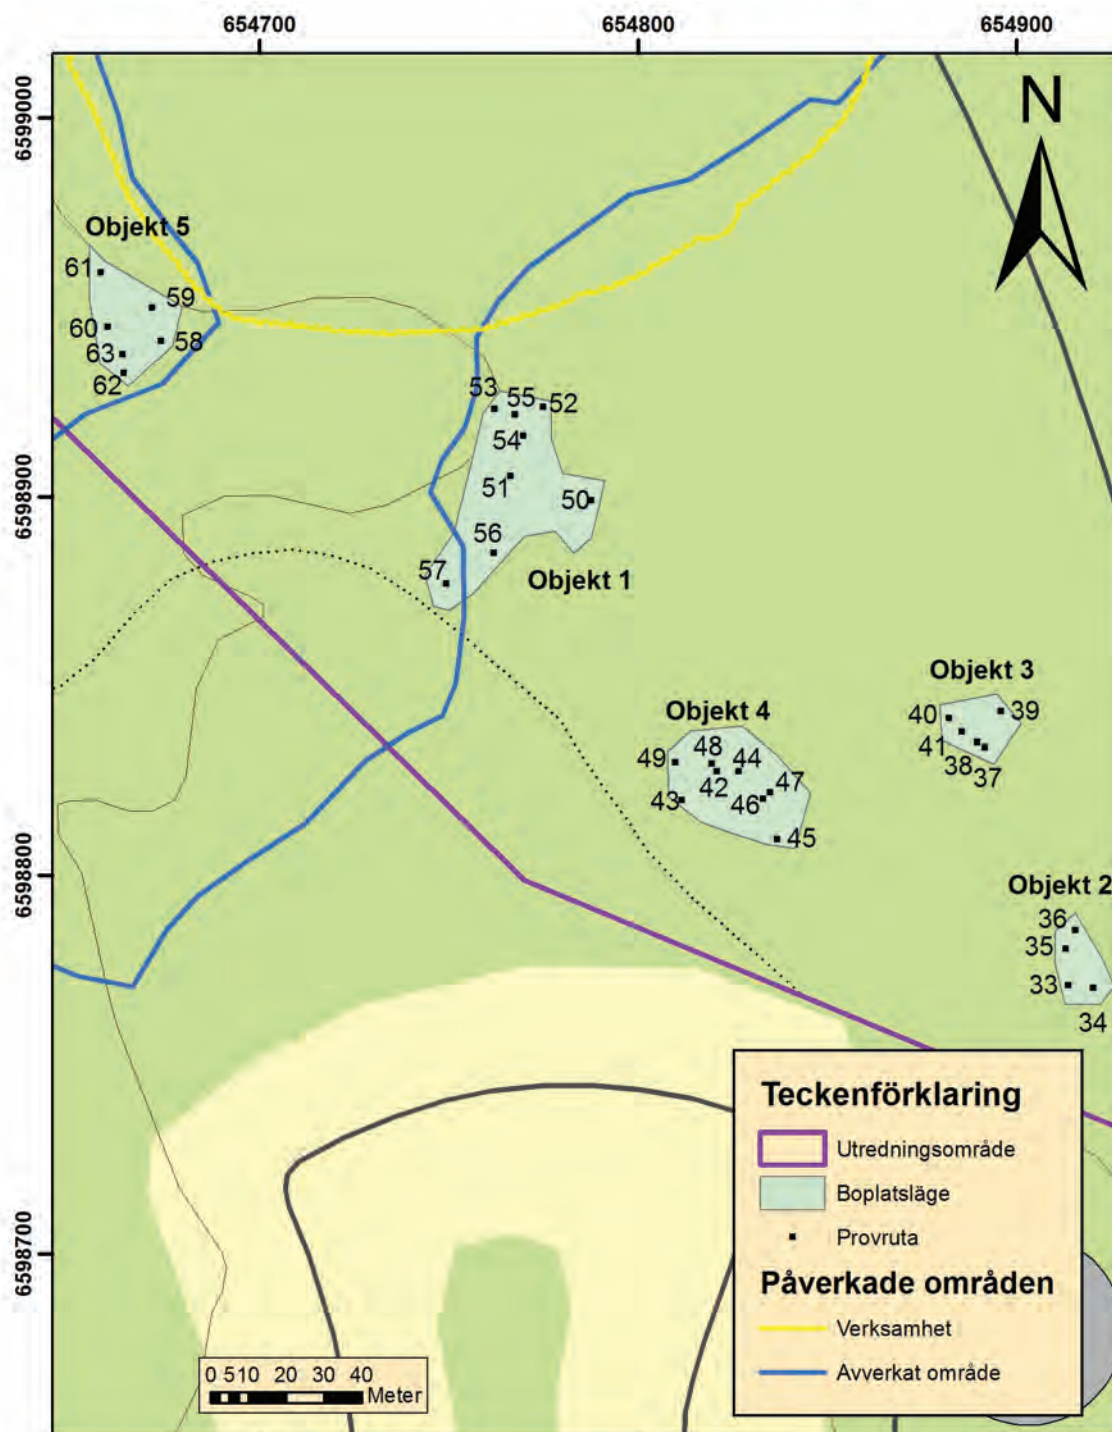 654700 654800 654900
6599000
N
Objekt 5
61
59
60
58
63
62
53 55 52
54
6598900
51 50
56
57
Objekt 1
Objekt 3
40 39
41
38 37
Objekt 4
49 48 44
42 47
43 46
45
6598800
Objekt 2
36
35
33
34
6598700
Teckenförklaring
Utredningsområde
Boplatsläge
Provruta
Påverkade områden
Verksamhet
Avverkat område
0 5 10 20 30 40
Meter